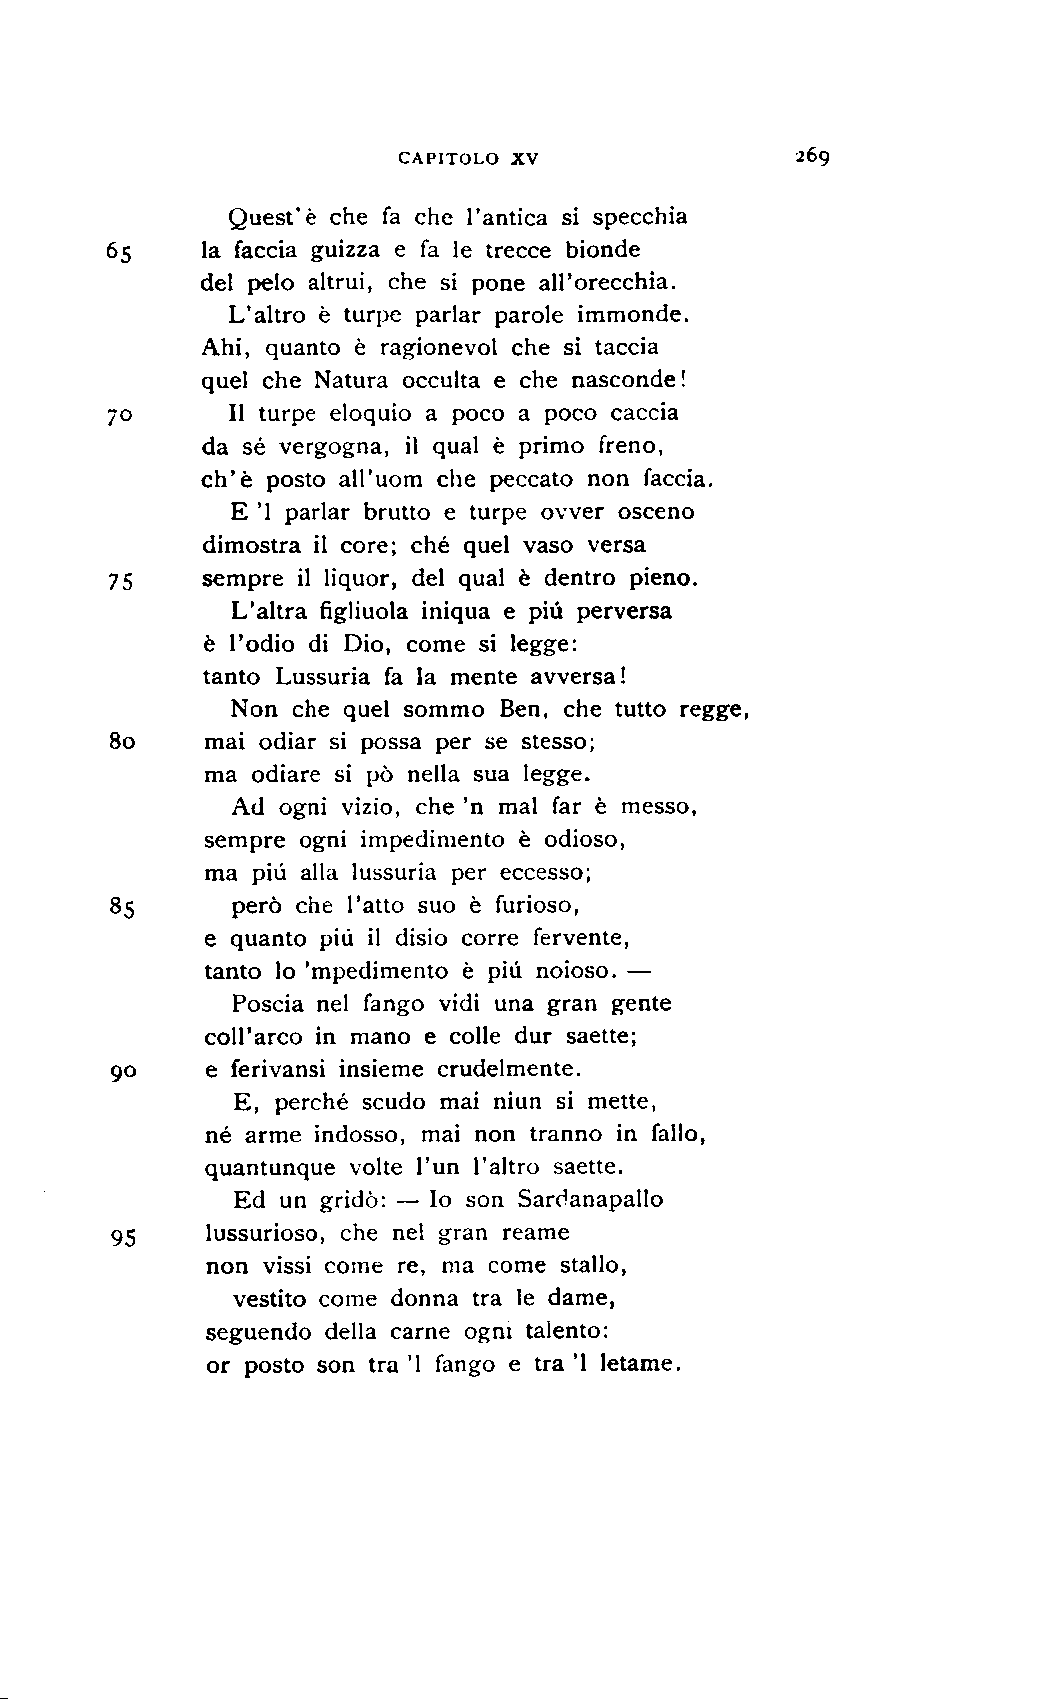 CAPITOLO XV 269
Quest'è che fa che l'antica si specchia
65 la faccia guizza e fa le trecce bionde
del pelo altrui, che si pone all'orecchia.
L'altro è turpe parlar parole immonde.
Ahi, quanto è ragionevol che si taccia
quel che Natura occulta e che nasconde!
70 Il turpe eloquio a poco a poco caccia
da sé vergogna, il qual è primo freno,
ch'è posto all'uom che peccato non faccia.
E 'l parlar brutto e turpe ovver osceno
dimostra il core; ché quel vaso versa
75 sempre il liquor, del qual è dentro pieno.
L'altra figliuola iniqua e piú perversa
è l'odio di Dio, come si legge:
tanto Lussuria fa la mente avversa!
Non che quel sommo Ben, che tutto regge,
80 mai odiar si possa per se stesso;
ma odiare si pò nella sua legge.
Ad ogni vizio, che 'n mal far è messo,
sempre ogni impedimento è odioso,
ma piú alla lussuria per eccesso;
85 però che l'atto suo è furioso,
e quanto piú il disio corre fervente,
tanto lo 'mpedimento è piú noioso. —
Poscia nel fango vidi una gran gente
coll'arco in mano e colle dur saette;
90 e ferivansi insieme crudelmente.
E, perché scudo mai niun si mette,
né arme indosso, mai non tranno in fallo,
quantunque volte l'un l'altro saette.
Ed un gridò: — Io son Sardanapallo
95 lussurioso, che nel gran reame
non vissi come re, ma come stallo,
vestito come donna tra le dame,
seguendo della carne ogni talento:
or posto son tra 'l fango e tra 'l letame.